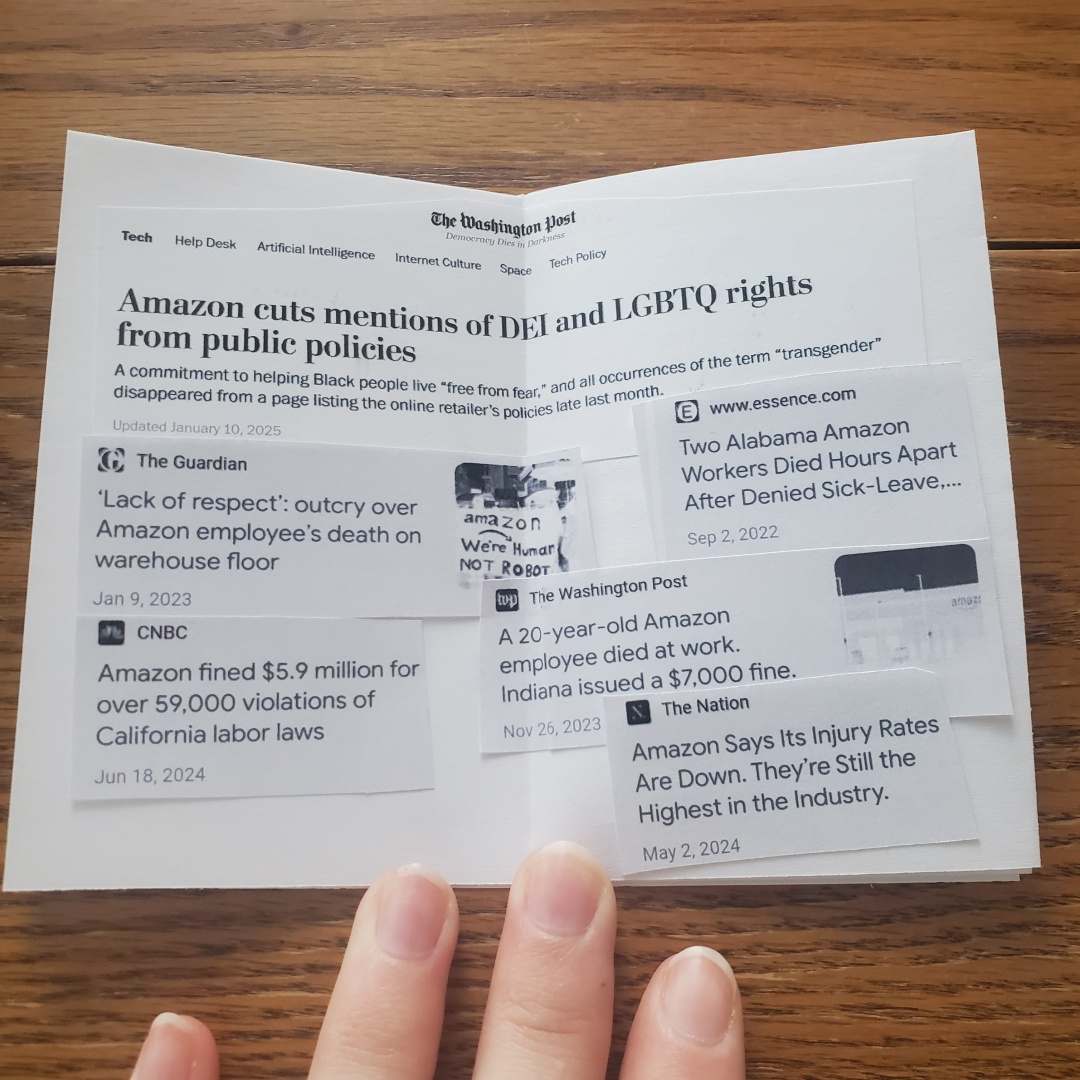 The Washington Post
Democracy Dies in Darkness
Tech Help Desk Artificial Intelligence Internet Culture Space Tech Policy
Amazon cuts mentions of DEI and LGBTQ rights
from public policies
A commitment to helping Black people live “free from fear,” and all occurrences of the term “transgender”
disappeared from a page listing the online retailer’s policies late last month.
Updated January 10, 2025
The Guardian
‘Lack of respect’: outcry over
Amazon employee’s death on
warehouse floor
Jan 9, 2023
amazon
We're Human
NOT ROBOT
CNBC
Amazon fined $5.9 million for
over 59,000 violations of
California labor laws
Jun 18, 2024
E www.essence.com
Two Alabama Amazon
Workers Died Hours Apart
After Denied Sick-Leave,...
Sep 2, 2022
wp The Washington Post
A 20-year-old Amazon
employee died at work.
Indiana issued a $7,000 fine.
Nov 26, 2023
amaz
N The Nation
Amazon Says Its Injury Rates
Are Down. They’re Still the
Highest in the Industry.
May 2, 2024